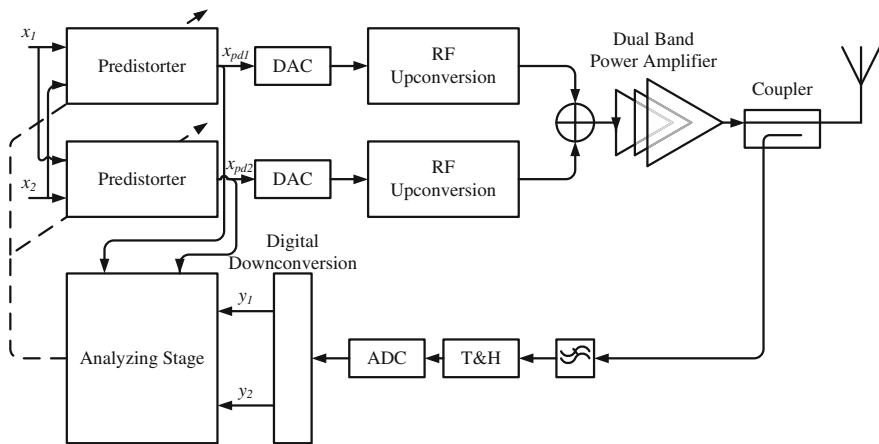 x1
Predistorter
xpd1
DAC
RF
Upconversion
Dual Band
Power Amplifier
Coupler
x2
Predistorter
xpd2
DAC
RF
Upconversion
Digital
Downconversion
Analyzing Stage
y1
y2
ADC
T&H